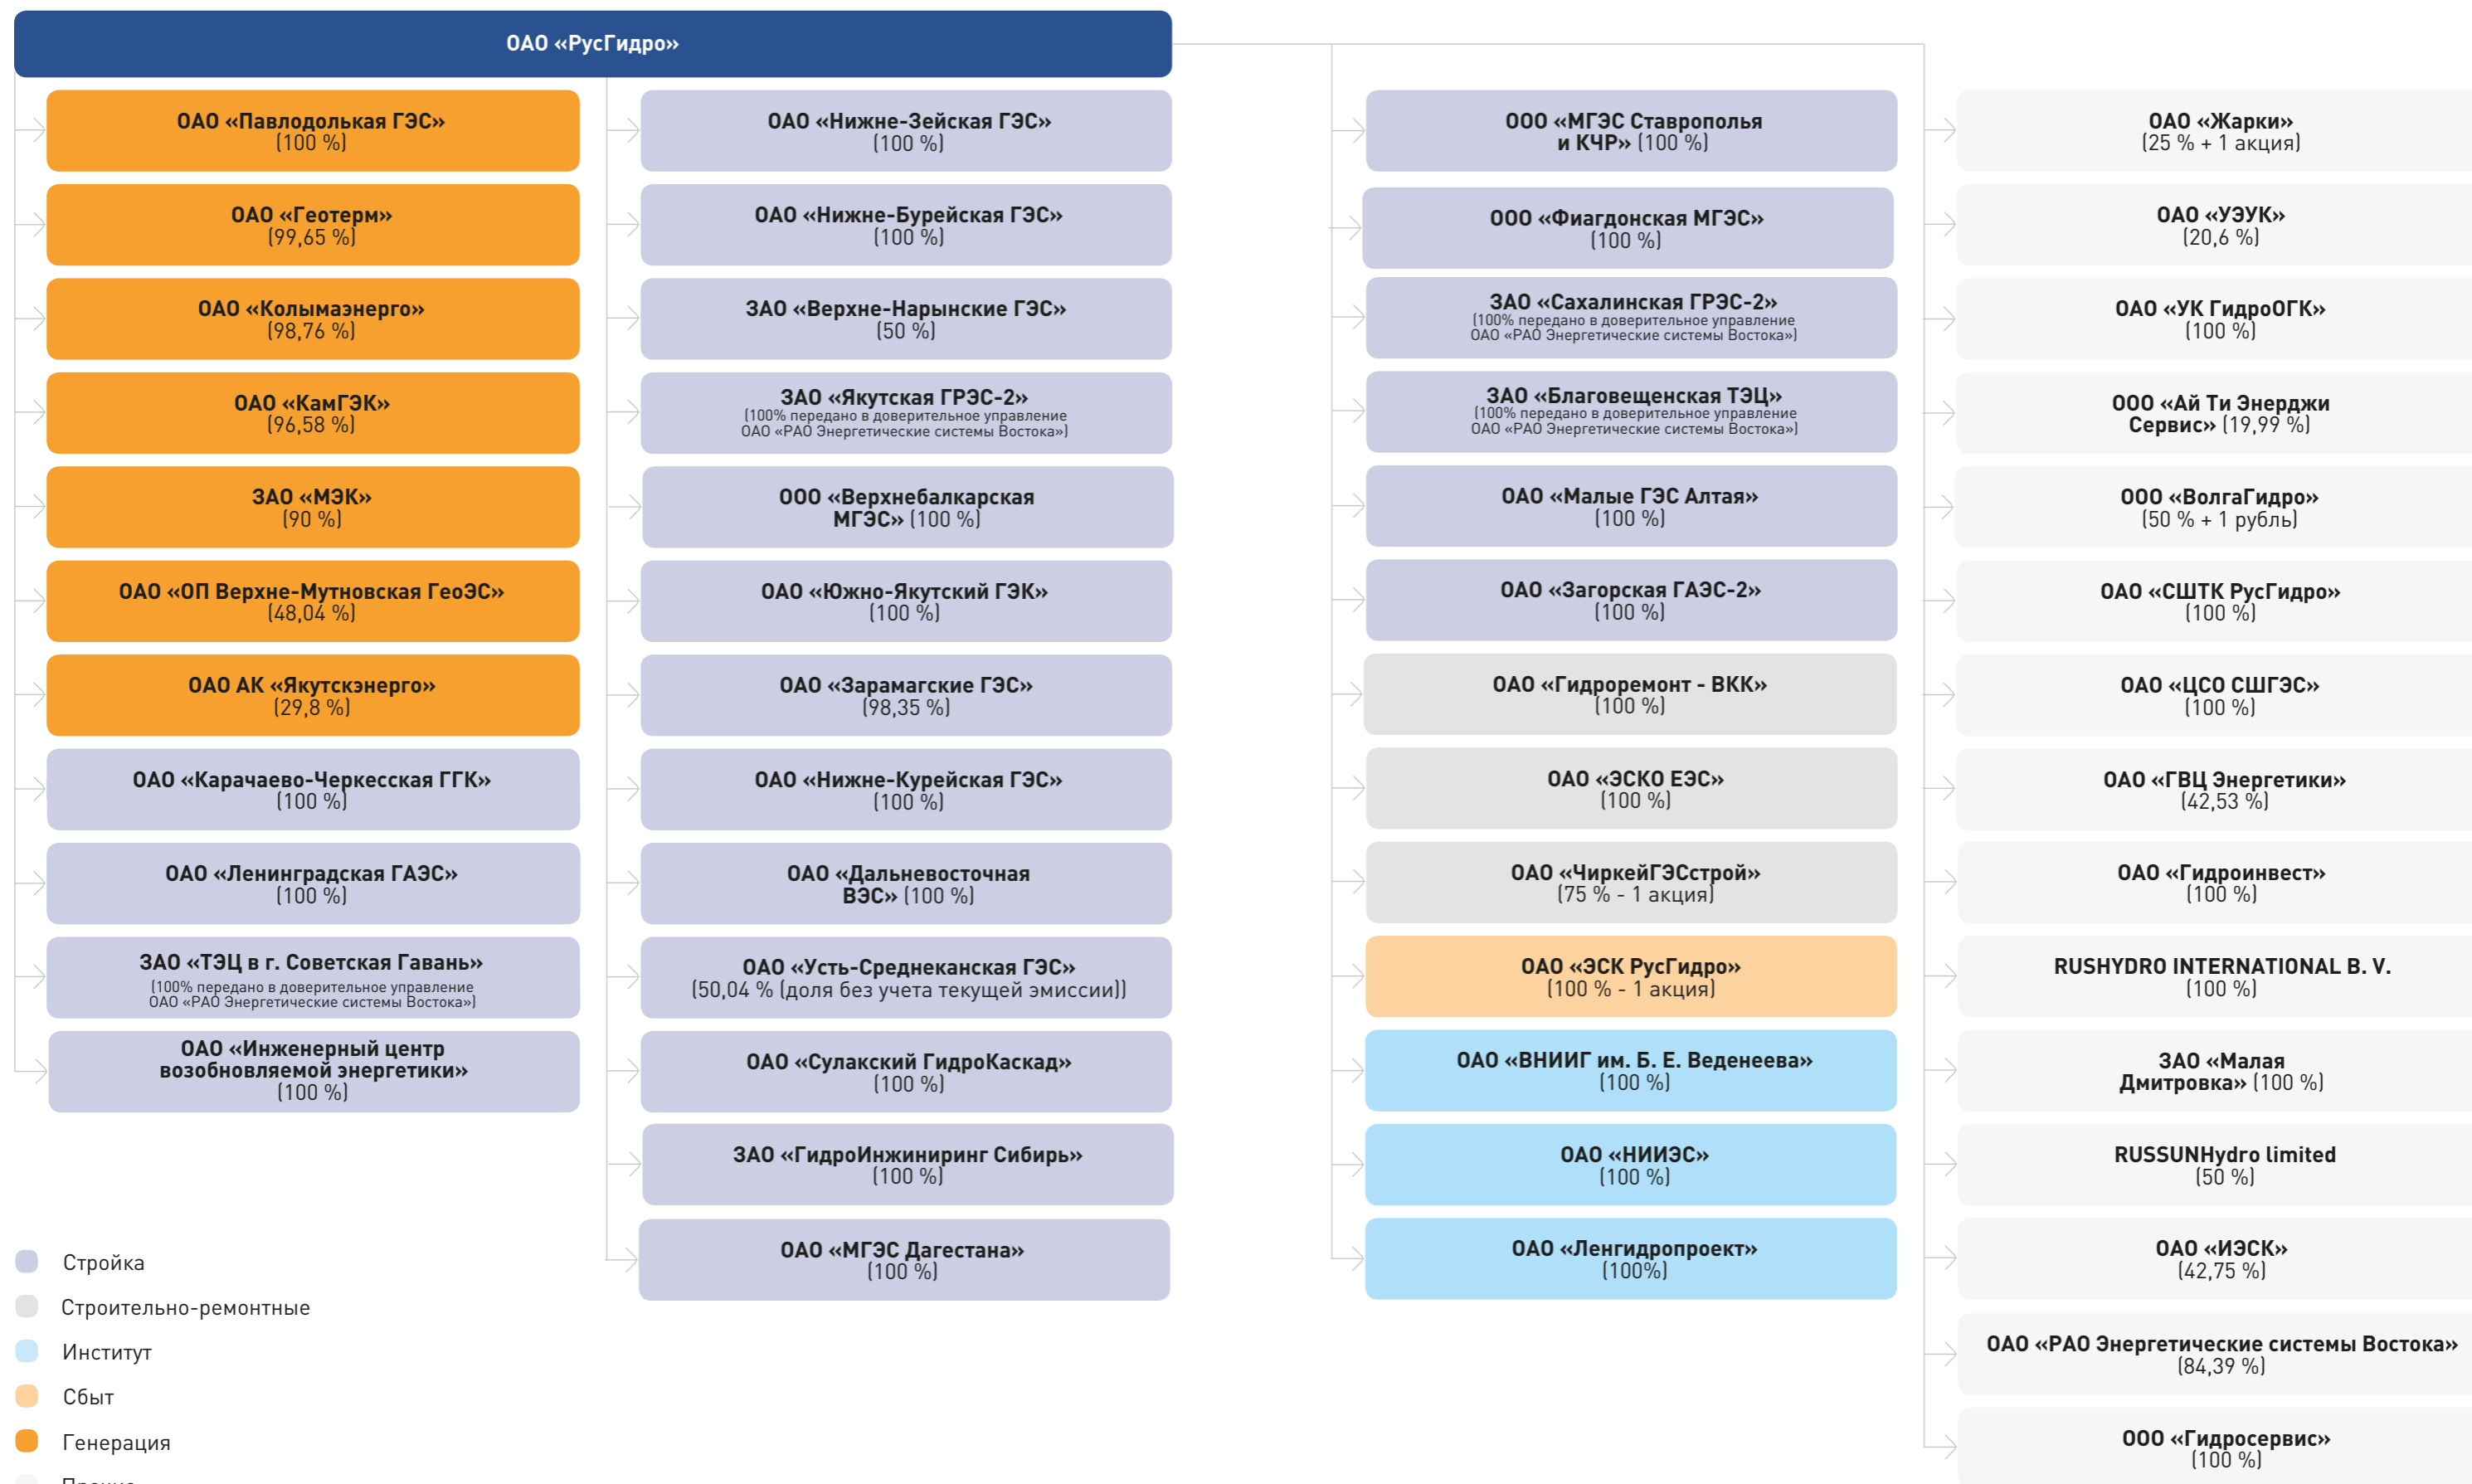 ОАО «РусГидро»
ОАО «Павлодолькая ГЭС»
(100 %)
ОАО «Геотерм»
(99,65 %)
ОАО «Колымаэнерго»
(98,76 %)
ОАО «КамГЭК»
(96,58 %)
ЗАО «МЭК»
(90 %)
ОАО «ОП Верхне-Мутновская ГеоЭС»
(48,04 %)
ОАО АК «Якутскэнерго»
(29,8 %)
ОАО «Карачаево-Черкесская ГГК»
(100 %)
ОАО «Ленинградская ГАЭС»
(100 %)
ЗАО «ТЭЦ в г. Советская Гавань»
(100% передано в доверительное управление
ОАО «РАО Энергетические системы Востока»)
ОАО «Инженерный центр
возобновляемой энергетики»
(100 %)
ОАО «Нижне-Зейская ГЭС»
(100 %)
ОАО «Нижне-Бурейская ГЭС»
(100 %)
ЗАО «Верхне-Нарынские ГЭС»
(50 %)
ЗАО «Якутская ГРЭС-2»
(100% передано в доверительное управление
ОАО «РАО Энергетические системы Востока»)
ООО «Верхнебалкарская
МГЭС» (100 %)
ОАО «Южно-Якутский ГЭК»
(100 %)
ОАО «Зарамагские ГЭС»
(98,35 %)
ОАО «Нижне-Курейская ГЭС»
(100 %)
ОАО «Дальневосточная
ВЭС» (100 %)
ОАО «Усть-Среднеканская ГЭС»
(50,04 % (доля без учета текущей эмиссии))
ОАО «Сулакский ГидроКаскад»
(100 %)
ЗАО «ГидроИнжиниринг Сибирь»
(100 %)
ОАО «МГЭС Дагестана»
(100 %)
ООО «МГЭС Ставрополья
и КЧР» (100 %)
ООО «Фиагдонская МГЭС»
(100 %)
ЗАО «Сахалинская ГРЭС-2»
(100% передано в доверительное управление
ОАО «РАО Энергетические системы Востока»)
ЗАО «Благовещенская ТЭЦ»
(100% передано в доверительное управление
ОАО «РАО Энергетические системы Востока»)
ОАО «Малые ГЭС Алтая»
(100 %)
ОАО «Загорская ГАЭС-2»
(100 %)
ОАО «Гидроремонт - ВКК»
(100 %)
ОАО «ЭСКО ЕЭС»
(100 %)
ОАО «ЧиркейГЭСстрой»
(75 % - 1 акция)
ОАО «ЭСК РусГидро»
(100 % - 1 акция)
ОАО «ВНИИГ им. Б. Е. Веденеева»
(100 %)
ОАО «НИИЭС»
(100 %)
ОАО «Ленгидропроект»
(100%)
ОАО «Жарки»
(25 % + 1 акция)
ОАО «УЭУК»
(20,6 %)
ОАО «УК ГидроОГК»
(100 %)
ООО «Ай Ти Энерджи
Сервис» (19,99 %)
ООО «ВолгаГидро»
(50 % + 1 рубль)
ОАО «СШТК РусГидро»
(100 %)
ОАО «ЦСО СШГЭС»
(100 %)
ОАО «ГВЦ Энергетики»
(42,53 %)
ОАО «Гидроинвест»
(100 %)
RUSHYDRO INTERNATIONAL B. V.
(100 %)
ЗАО «Малая
Дмитровка» (100 %)
RUSSUNHydro limited
(50 %)
ОАО «ИЭСК»
(42,75 %)
ОАО «РАО Энергетические системы Востока»
(84,39 %)
ООО «Гидросервис»
(100 %)
Стройка
Строительно-ремонтные
Институт
Сбыт
Генерация